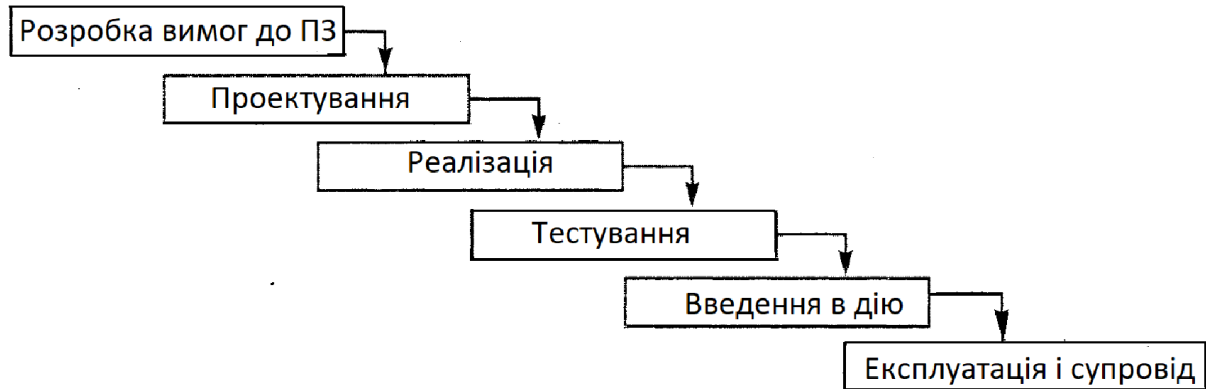 Розробка вимог до ПЗ
Проектування
Реалізація
Тестування
Введення в дію
Експлуатація і супровід